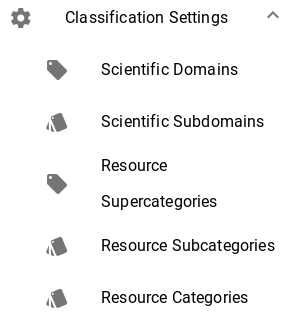 Classification Settings
Scientific Domains
Scientific Subdomains
Resource
Supercategories
Resource Subcategories
Resource Categories